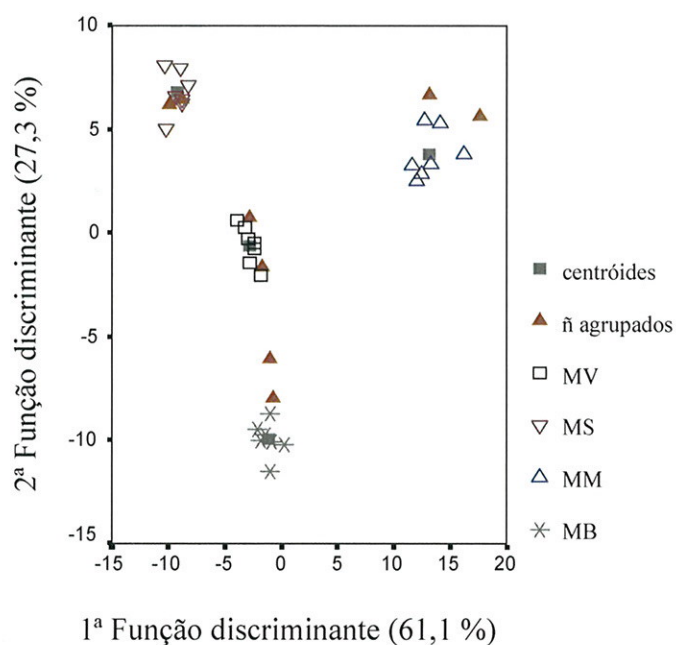 10
5
0
-5
-10
-15
-15 -10 -5 0 5 10 15 20
2ª Função discriminante (27,3 %)
1ª Função discriminante (61,1 %)
centróides
ñ agrupados
MV
MS
MM
MB